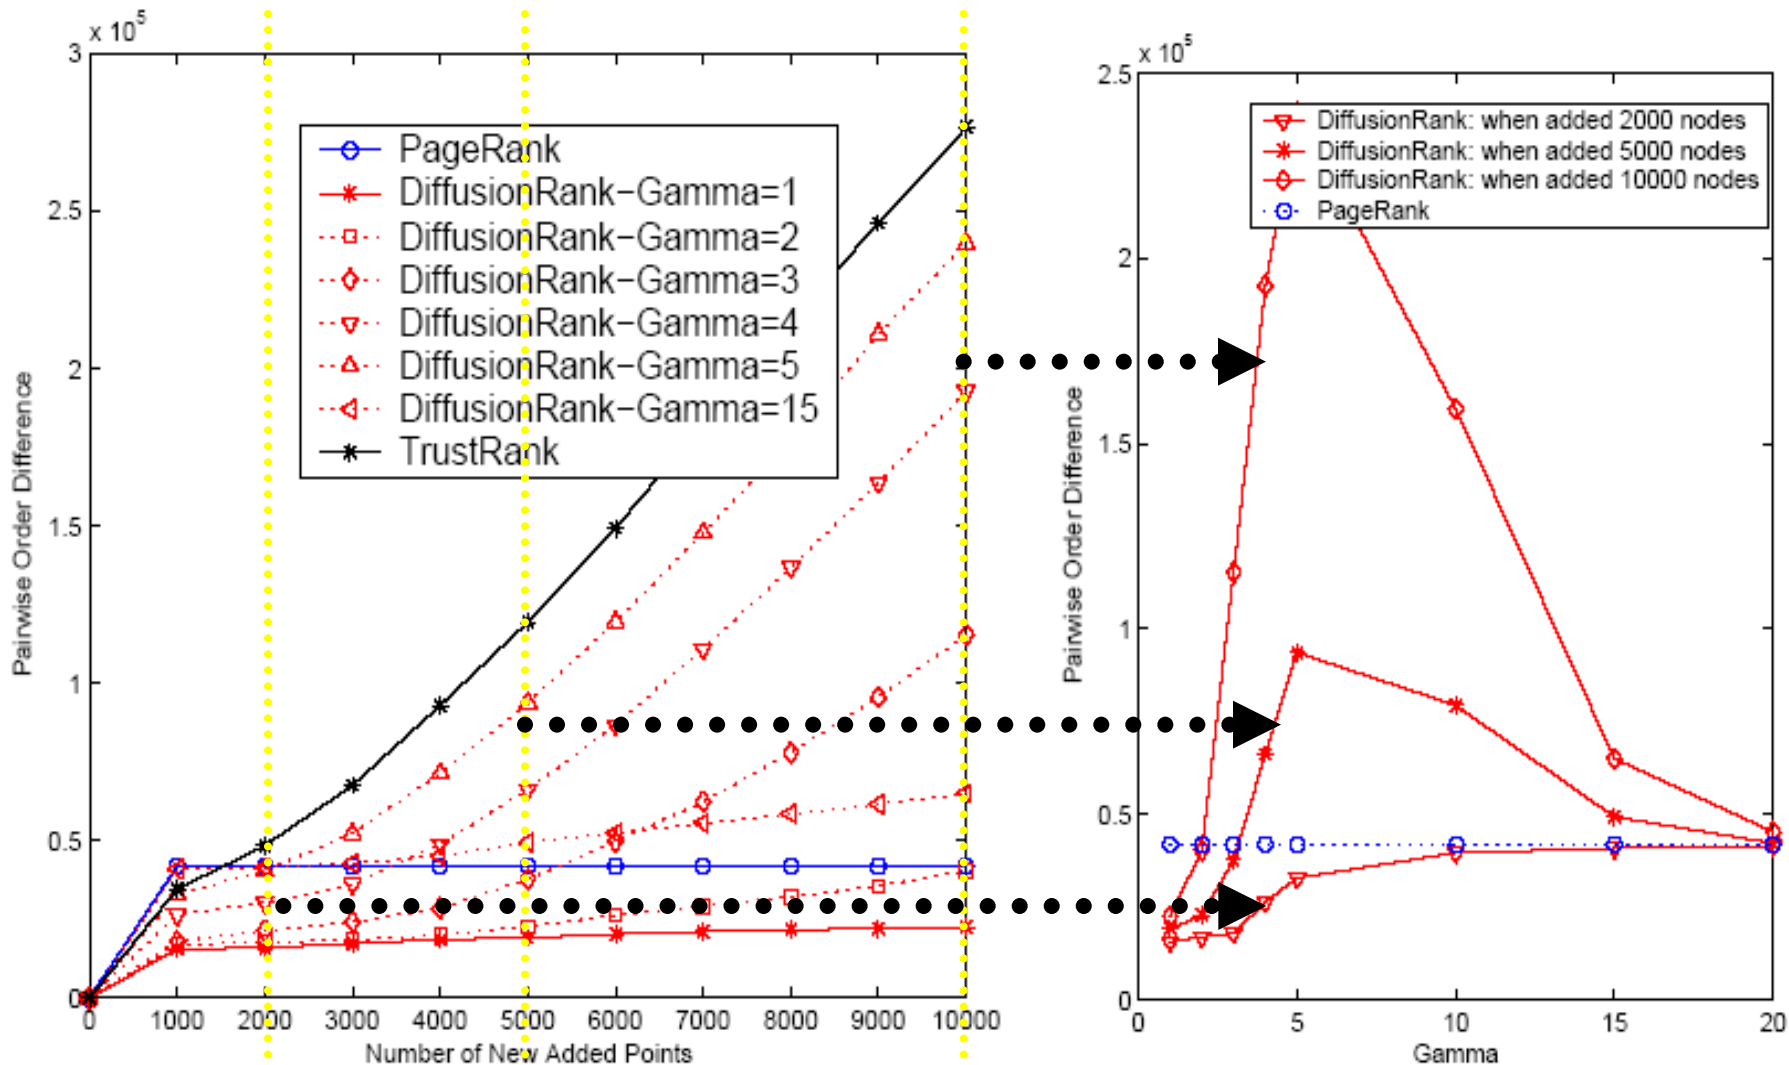 x 10^5
3
2.5
2
1.5
1
0.5
0
Pairwise Order Difference
PageRank
DiffusionRank-Gamma=1
DiffusionRank-Gamma=2
DiffusionRank-Gamma=3
DiffusionRank-Gamma=4
DiffusionRank-Gamma=5
DiffusionRank-Gamma=15
TrustRank
0 1000 2000 3000 4000 5000 6000 7000 8000 9000 10000
Number of New Added Points
x 10^5
2.5
2
1.5
1
0.5
0
Pairwise Order Difference
DiffusionRank: when added 2000 nodes
DiffusionRank: when added 5000 nodes
DiffusionRank: when added 10000 nodes
PageRank
0 5 10 15 20
Gamma